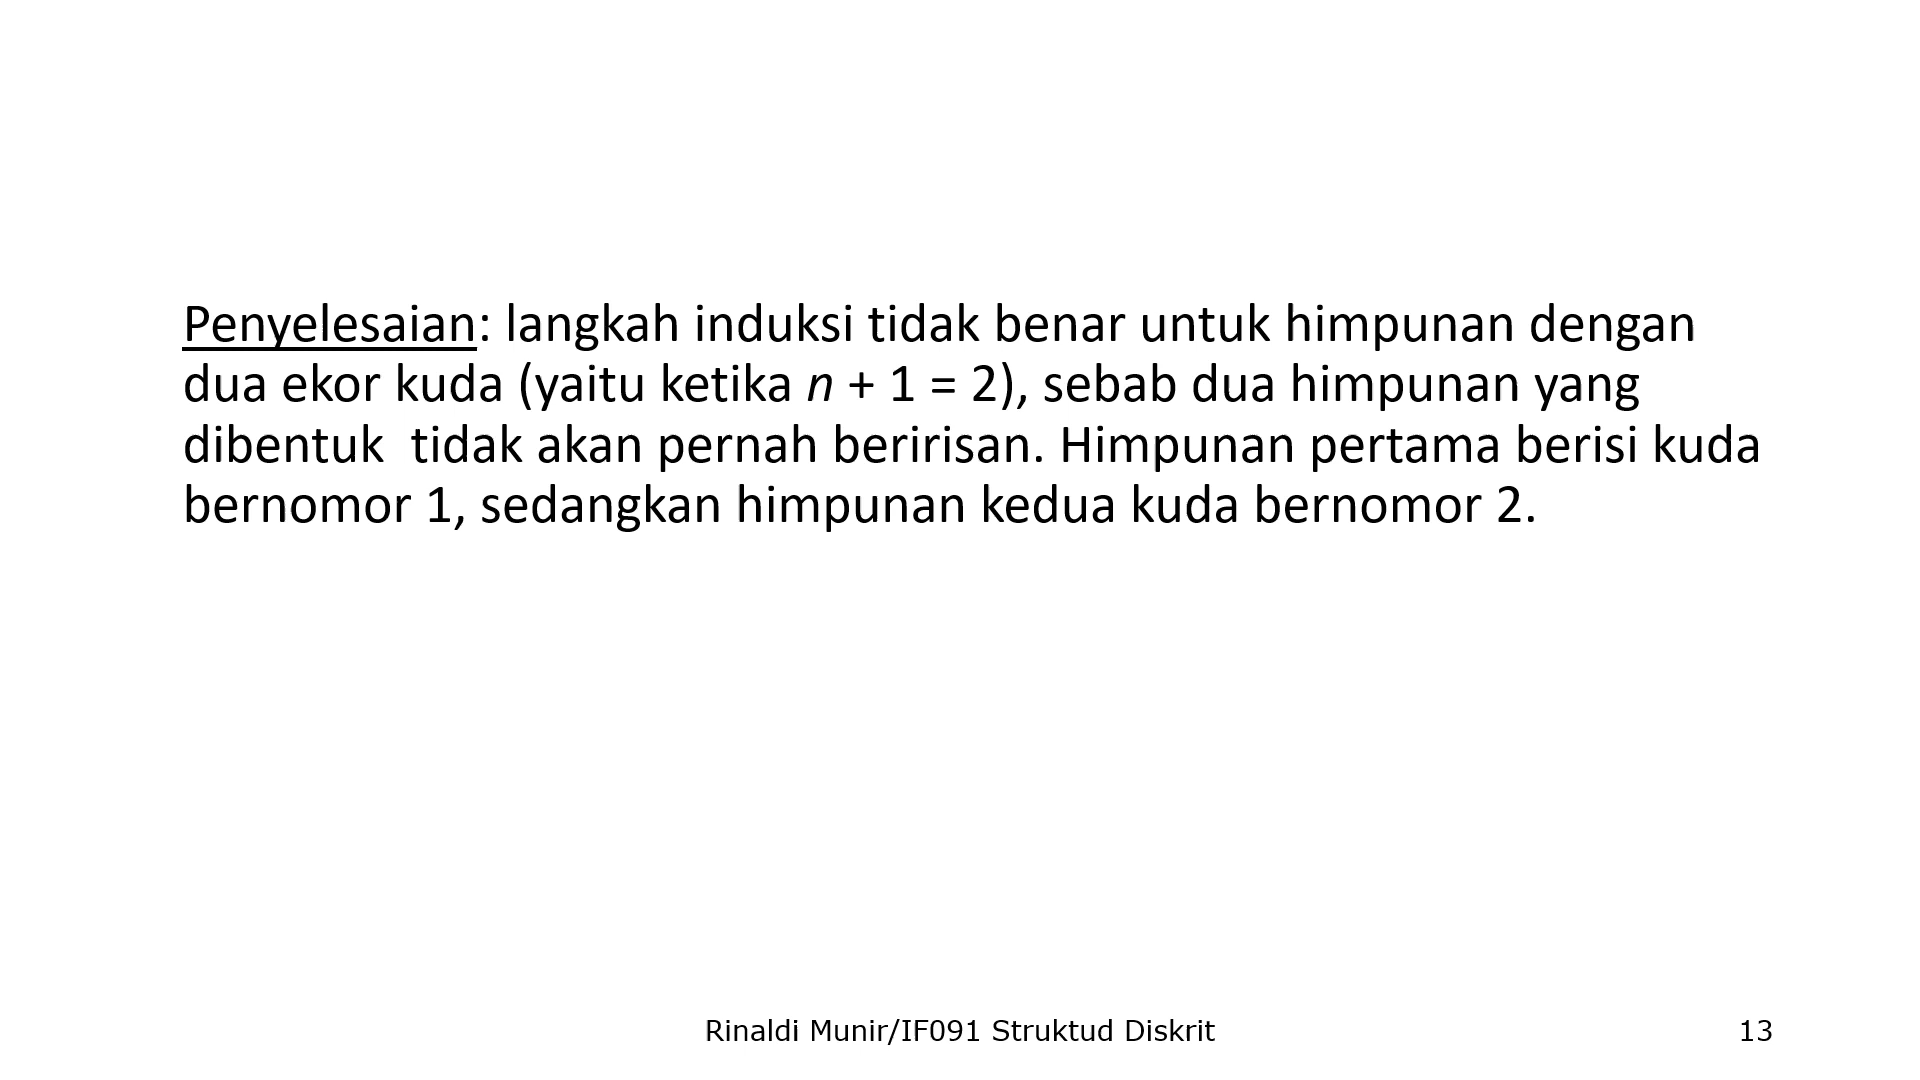 Penyelesaian: langkah induksi tidak benar untuk himpunan dengan
dua ekor kuda (yaitu ketika n + 1 = 2), sebab dua himpunan yang
dibentuk  tidak akan pernah beririsan. Himpunan pertama berisi kuda
bernomor 1, sedangkan himpunan kedua kuda bernomor 2.
Rinaldi Munir/IF091 Struktud Diskrit
13